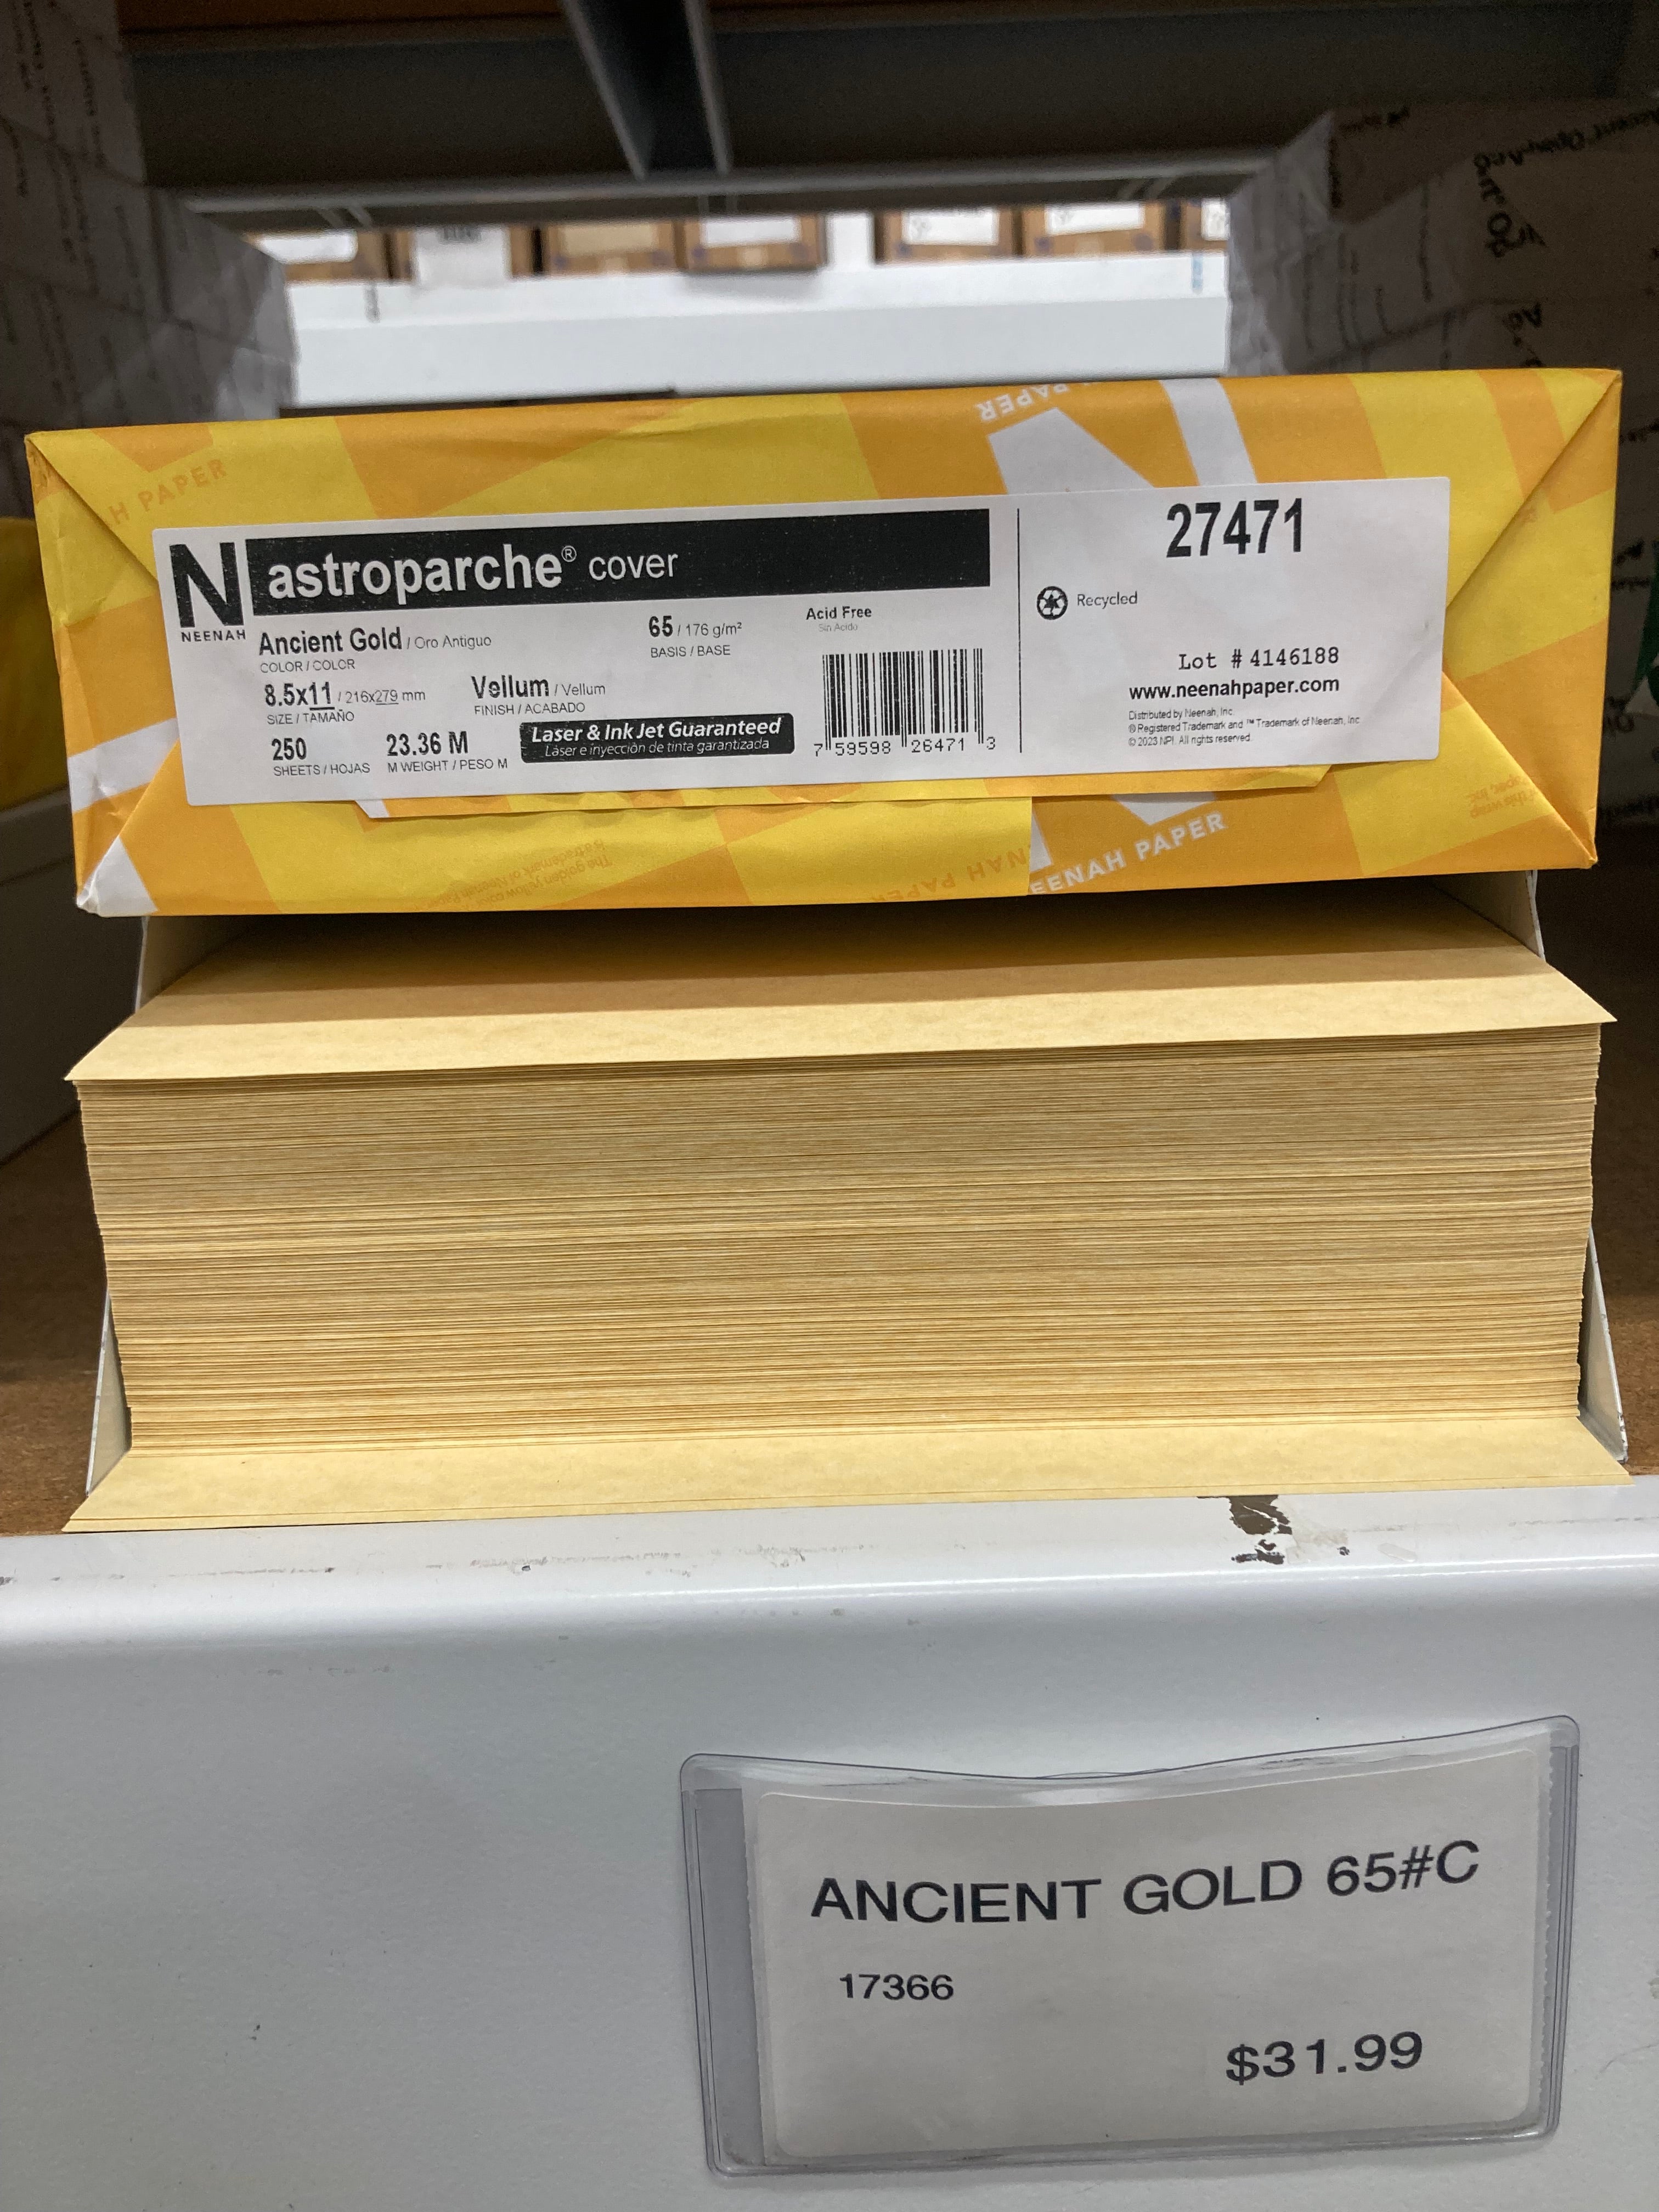 H PAPER
PAPER
N
NEENAH
astroparche® cover
Ancient Gold / Oro Antiguo
COLOR / COLOR
65 / 176 g/m²
BASIS / BASE
Acid Free
Sin Acido
8.5x11 / 216x279 mm
SIZE / TAMAÑO
Vellum / Vellum
FINISH / ACABADO
250
SHEETS / HOJAS
23.36 M
M WEIGHT / PESO M
Laser & Ink Jet Guaranteed
Láser e inyección de tinta garantizada
7 59598 26471 3
27471
Recycled
Lot # 4146188
www.neenahpaper.com
Distributed by Neenah, Inc
® Registered Trademark and ™ Trademark of Neenah, Inc
© 2023 NPI. All rights reserved.
NAH PAPER
EENAH PAPER
ANCIENT GOLD 65#C
17366
$31.99